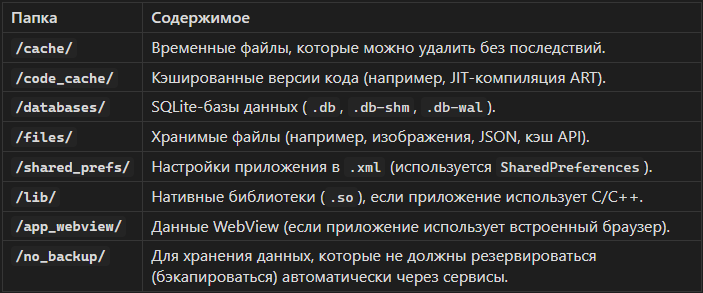 Папка Содержимое
/cache/ Временные файлы, которые можно удалить без последствий.
/code_cache/ Кэшированные версии кода (например, JIT-компиляция ART).
/databases/ SQLite-базы данных ( .db , .db-shm , .db-wal ).
/files/ Хранимые файлы (например, изображения, JSON, кэш API).
/shared_prefs/ Настройки приложения в .xml (используется SharedPreferences ).
/lib/ Нативные библиотеки ( .so ), если приложение использует C/C++.
/app_webview/ Данные WebView (если приложение использует встроенный браузер).
/no_backup/ Для хранения данных, которые не должны резервироваться
(бэкапироваться) автоматически через сервисы.